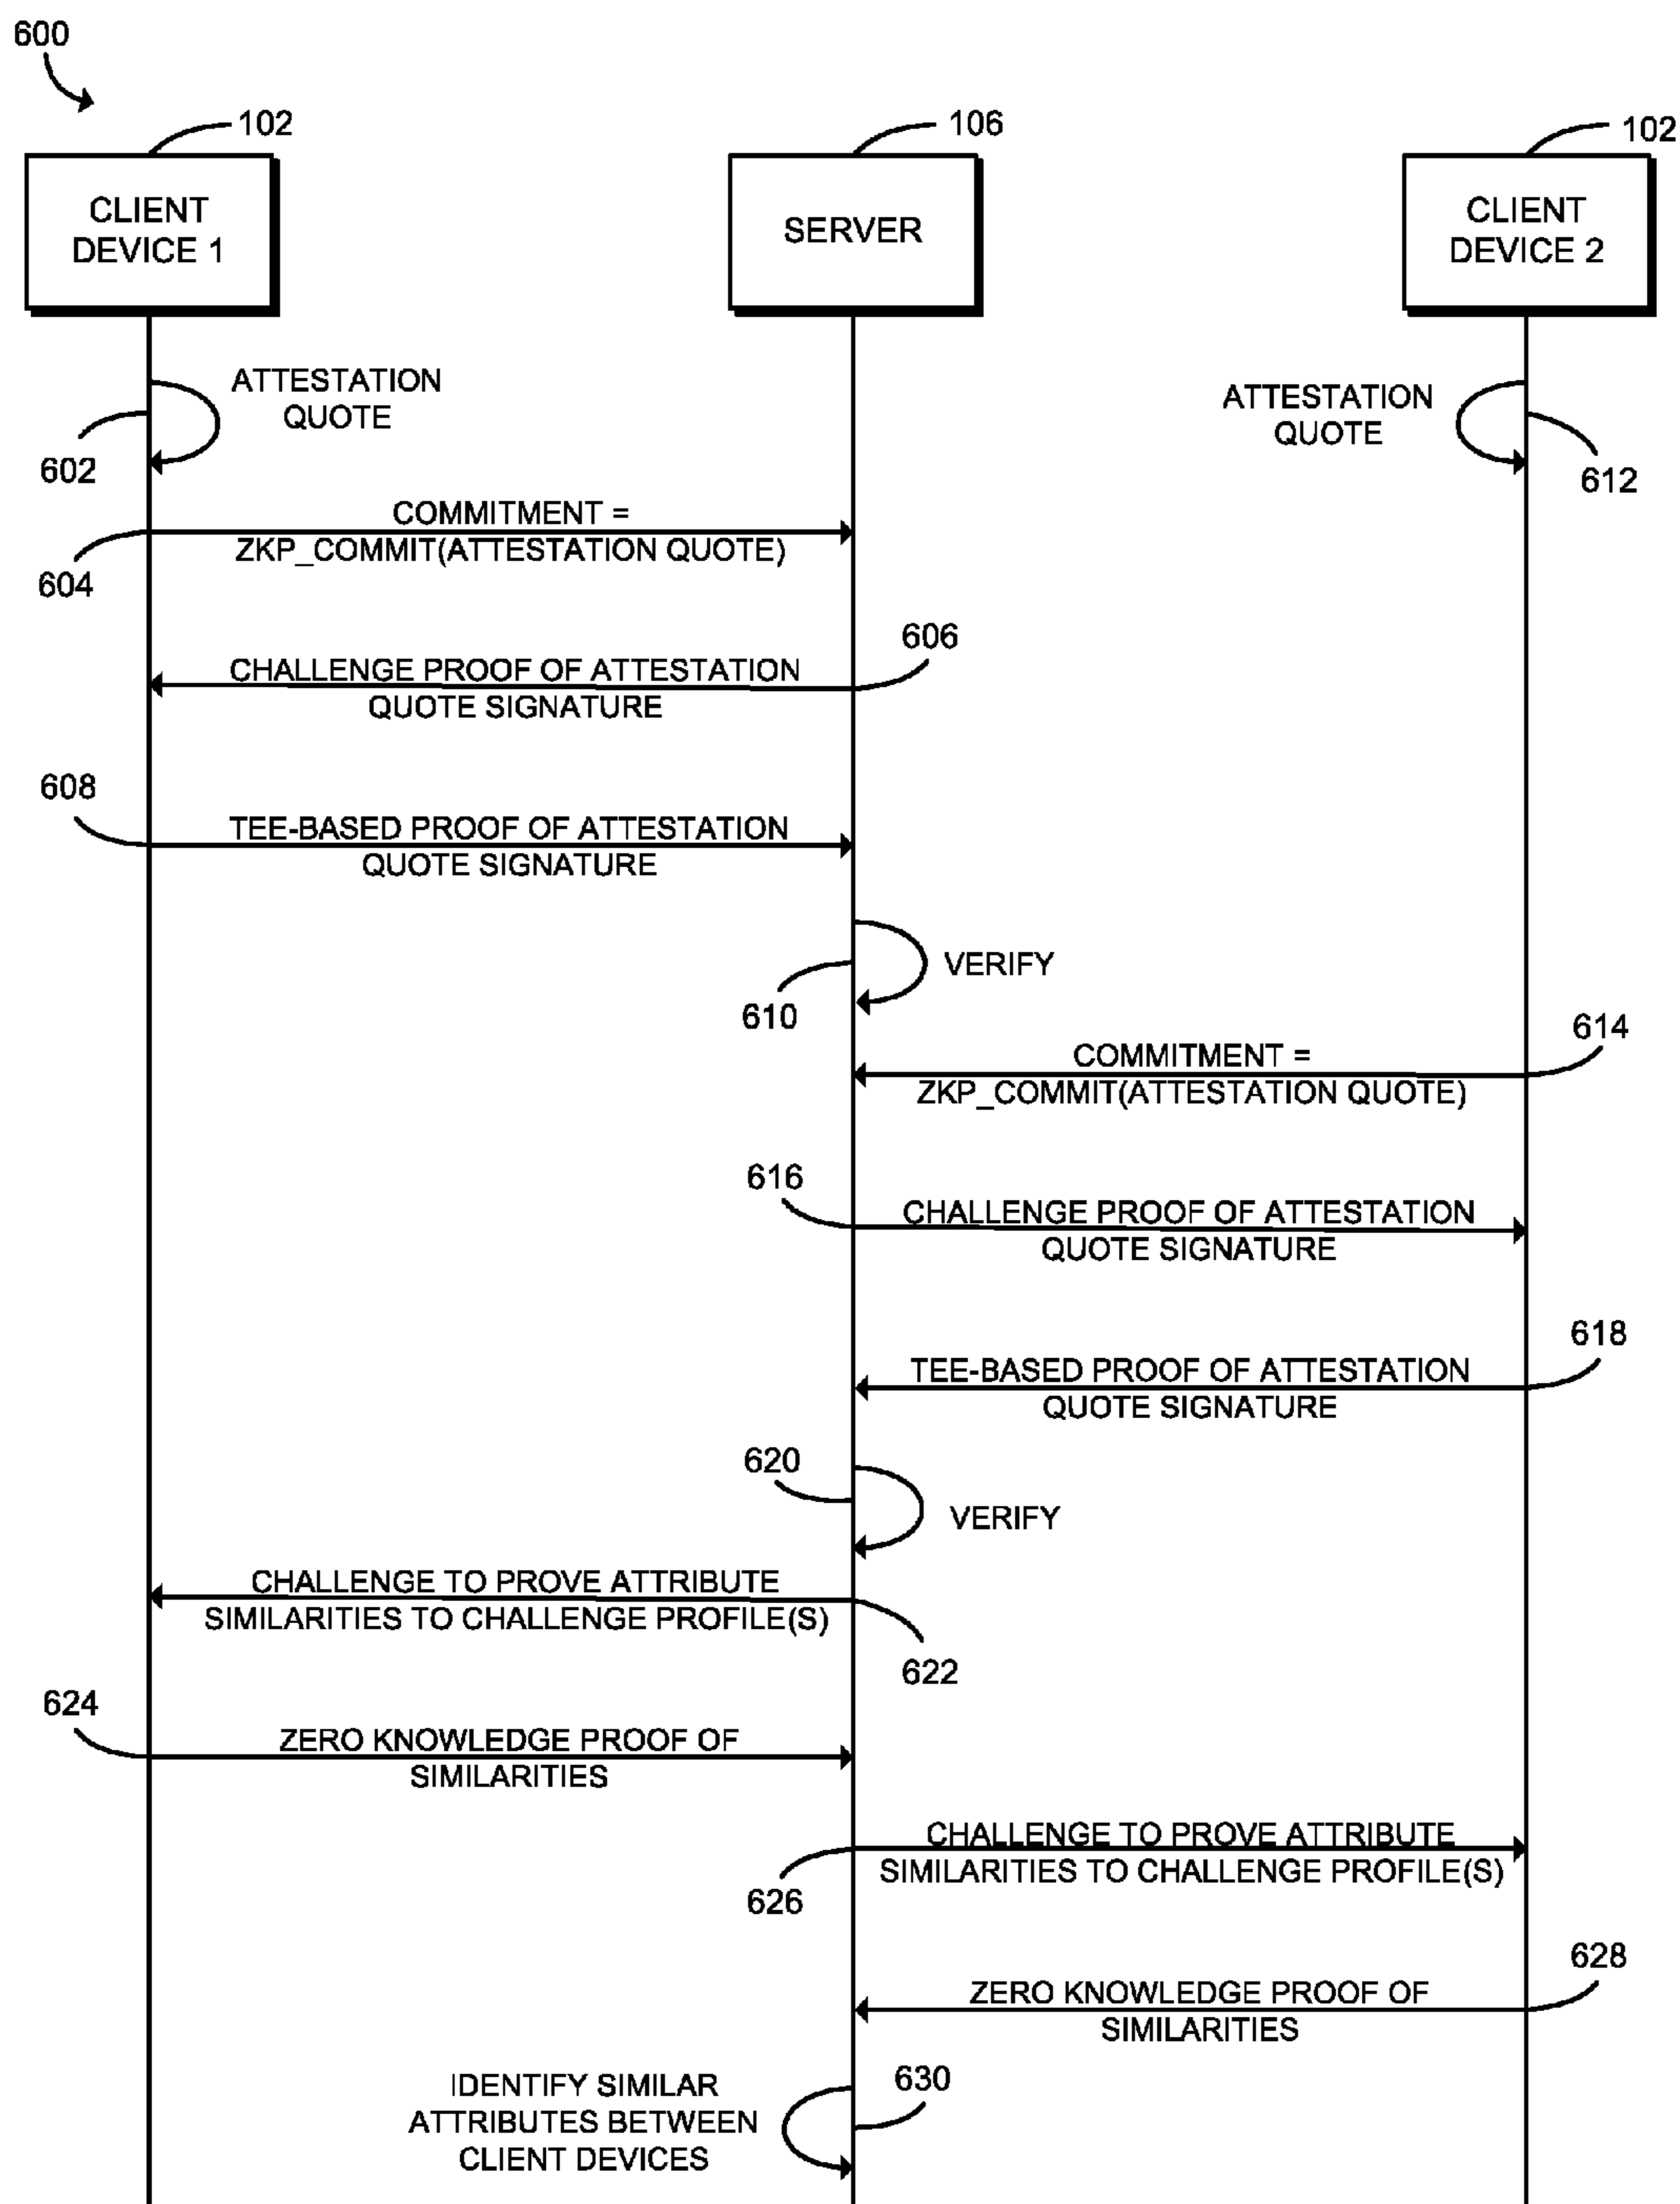 600
102
106
102
CLIENT
DEVICE 1
SERVER
CLIENT
DEVICE 2
ATTESTATION
QUOTE
602
ATTESTATION
QUOTE
612
COMMITMENT =
ZKP_COMMIT(ATTESTATION QUOTE)
604
606
CHALLENGE PROOF OF ATTESTATION
QUOTE SIGNATURE
608
TEE-BASED PROOF OF ATTESTATION
QUOTE SIGNATURE
VERIFY
610
614
COMMITMENT =
ZKP_COMMIT(ATTESTATION QUOTE)
616
CHALLENGE PROOF OF ATTESTATION
QUOTE SIGNATURE
618
TEE-BASED PROOF OF ATTESTATION
QUOTE SIGNATURE
620
VERIFY
CHALLENGE TO PROVE ATTRIBUTE
SIMILARITIES TO CHALLENGE PROFILE(S)
622
624
ZERO KNOWLEDGE PROOF OF
SIMILARITIES
CHALLENGE TO PROVE ATTRIBUTE
SIMILARITIES TO CHALLENGE PROFILE(S)
626
628
ZERO KNOWLEDGE PROOF OF
SIMILARITIES
630
IDENTIFY SIMILAR
ATTRIBUTES BETWEEN
CLIENT DEVICES